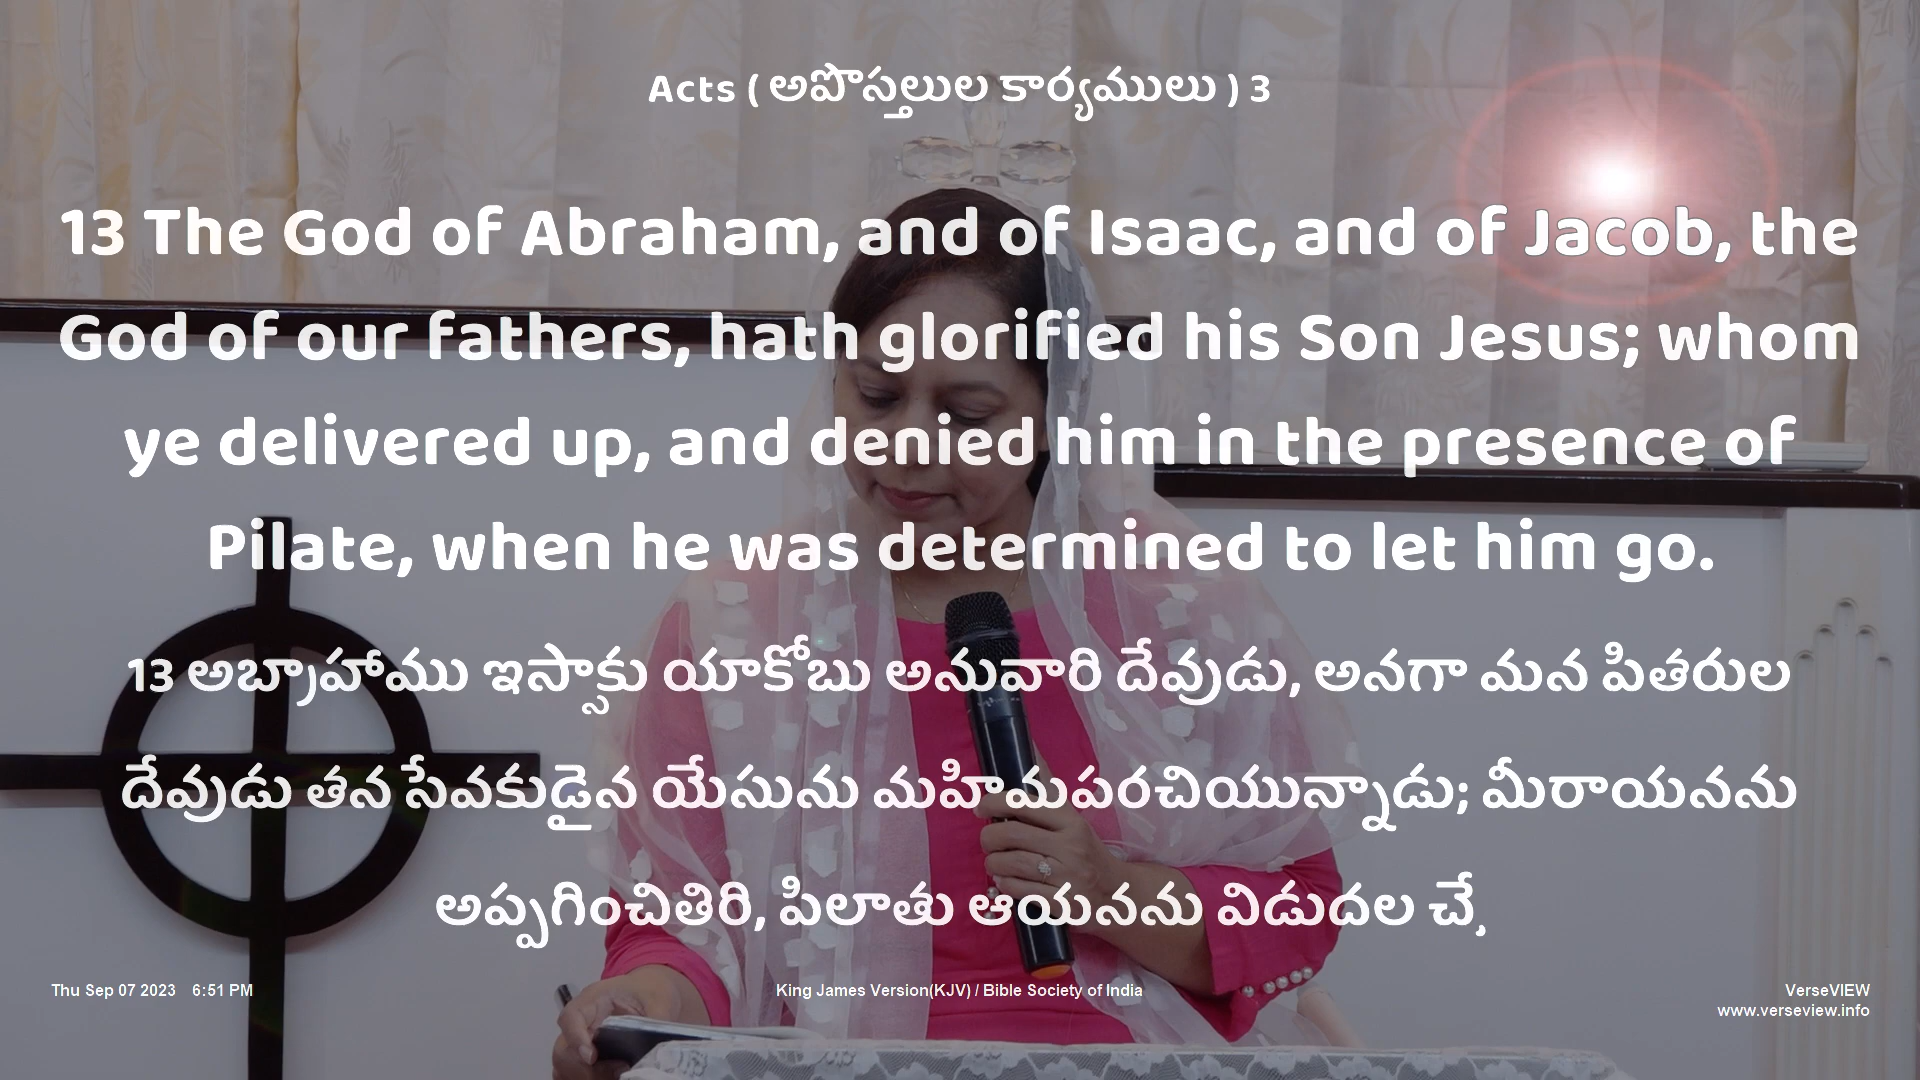 Acts ( అపొస్తలుల కార్యములు ) 3
13 The God of Abraham, and of Isaac, and of Jacob, the
God of our fathers, hath glorified his Son Jesus; whom
ye delivered up, and denied him in the presence of
Pilate, when he was determined to let him go.
13 అబ్రాహాము ఇస్సాకు యాకోబు అనువారి దేవుడు, అనగా మన పితరుల
దేవుడు తన సేవకుడైన యేసును మహిమపరచియున్నాడు; మీరాయనను
అప్పగించితిరి, పిలాతు ఆయనను విడుదల చే,
Thu Sep 07 2023 6:51 PM
King James Version(KJV) / Bible Society of India
VerseVIEW
www.verseview.info